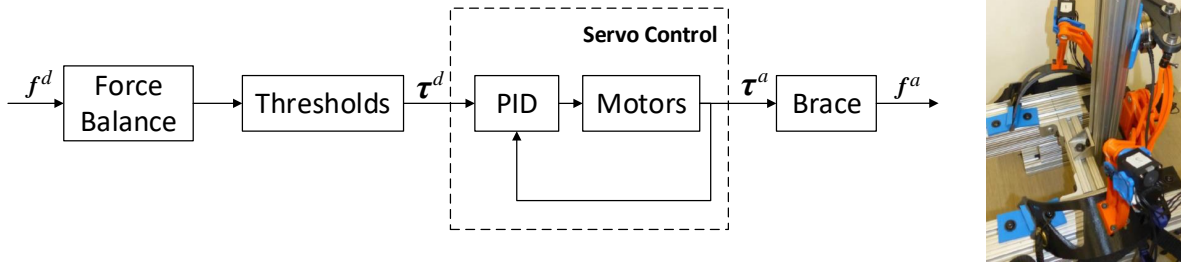 Servo Control
f^d
Force
Balance
Thresholds
τ^d
PID
Motors
τ^a
Brace
f^a